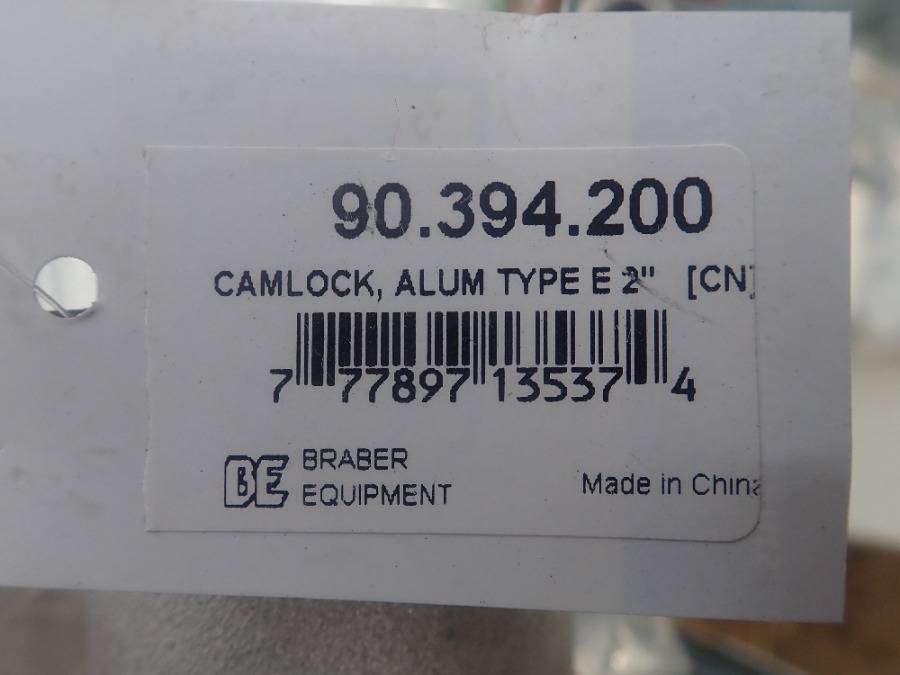 90.394.200
CAMLOCK, ALUM TYPE E 2" [CN]
7 77897 13537 4
BE BRABER
EQUIPMENT
Made in China